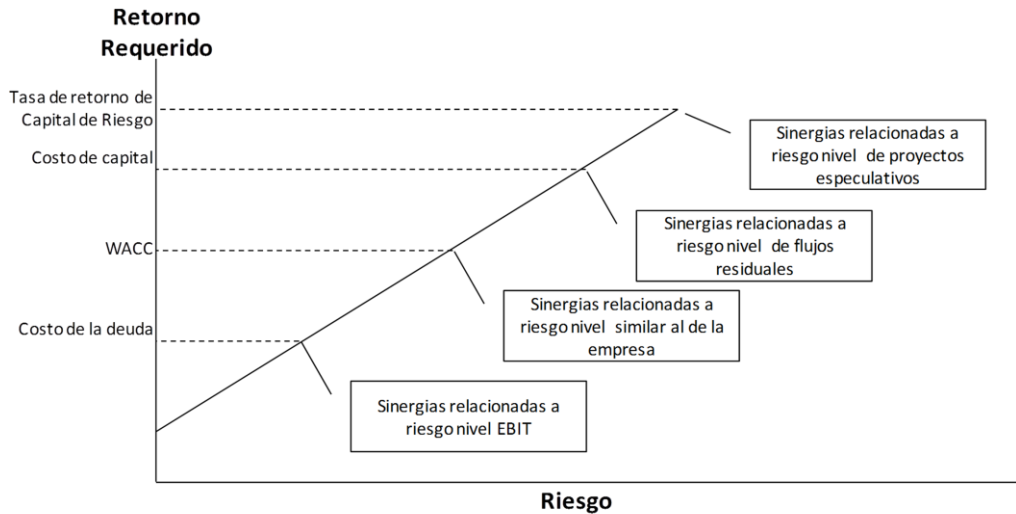 Retorno
Requerido
Tasa de retorno de
Capital de Riesgo
Costo de capital
WACC
Costo de la deuda
Sinergias relacionadas a
riesgo nivel de proyectos
especulativos
Sinergias relacionadas a
riesgo nivel de flujos
residuales
Sinergias relacionadas a
riesgo nivel similar al de la
empresa
Sinergias relacionadas a
riesgo nivel EBIT
Riesgo